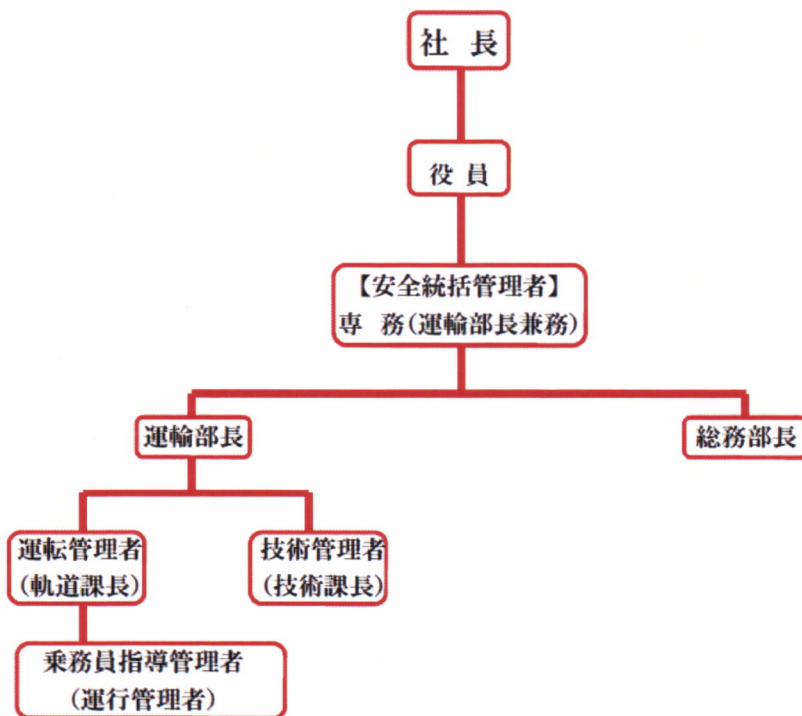 社 長
役 員
【安全統括管理者】
専 務(運輸部長兼務)
運輸部長
総務部長
運転管理者
(軌道課長)
技術管理者
(技術課長)
乗務員指導管理者
(運行管理者)